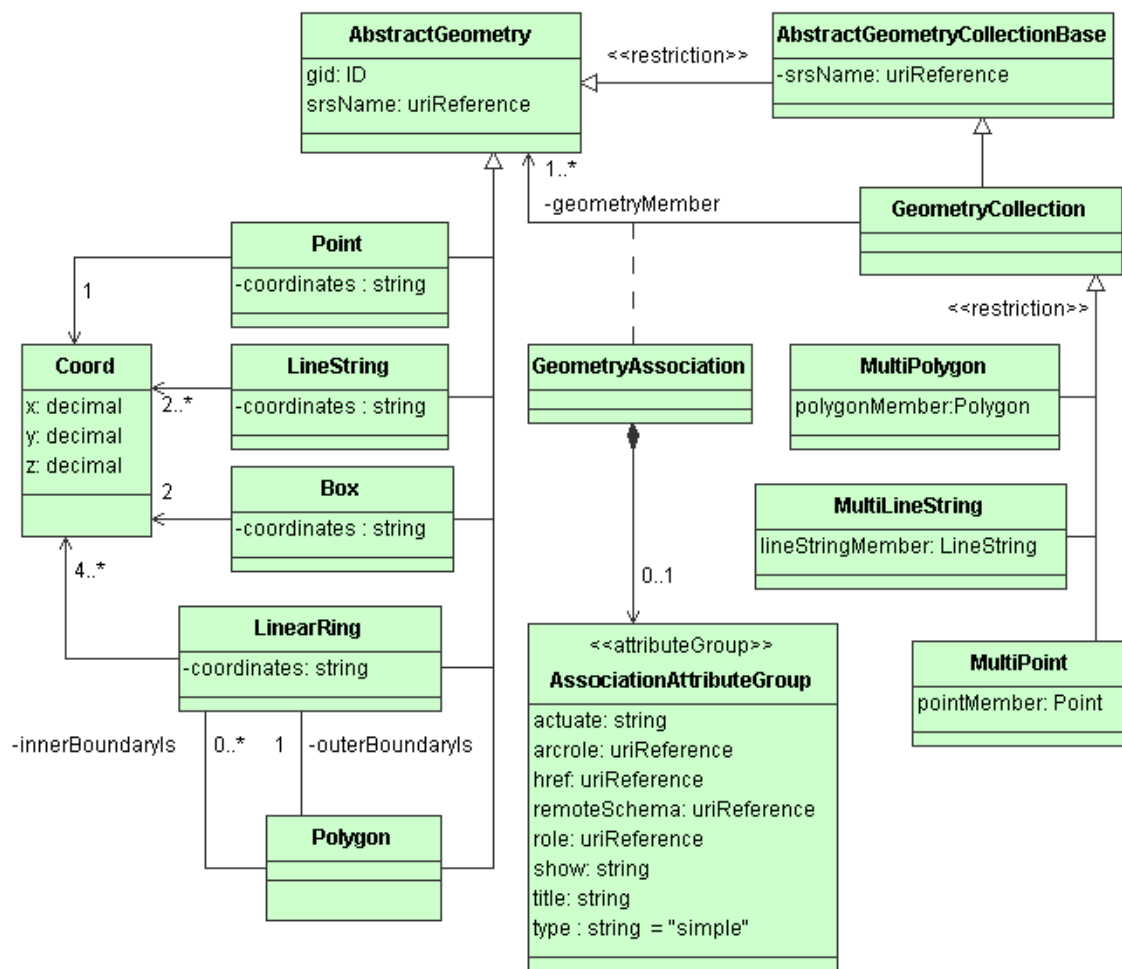 AbstractGeometry
gid: ID
srsName: uriReference
<<restriction>>
AbstractGeometryCollectionBase
-srsName: uriReference
1..*
-geometryMember
GeometryCollection
Point
-coordinates : string
1
<<restriction>>
Coord
x: decimal
y: decimal
z: decimal
LineString
-coordinates : string
2..*
GeometryAssociation
MultiPolygon
polygonMember:Polygon
Box
-coordinates : string
2
MultiLineString
lineStringMember: LineString
4..*
0..1
LinearRing
-coordinates: string
<<attributeGroup>>
AssociationAttributeGroup
actuate: string
arcrole: uriReference
href: uriReference
remoteSchema: uriReference
role: uriReference
show: string
title: string
type : string = "simple"
MultiPoint
pointMember: Point
-innerBoundaryIs
0..*
1
-outerBoundaryIs
Polygon